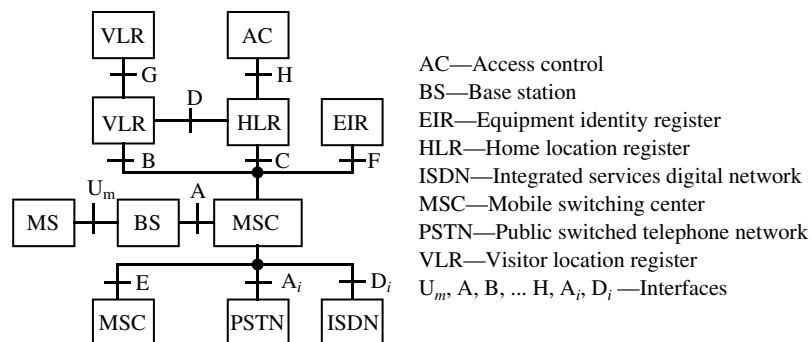 VLR
AC
G
H
D
VLR
HLR
EIR
B
C
F
Um
A
MS
BS
MSC
E
Ai
Di
MSC
PSTN
ISDN
AC—Access control
BS—Base station
EIR—Equipment identity register
HLR—Home location register
ISDN—Integrated services digital network
MSC—Mobile switching center
PSTN—Public switched telephone network
VLR—Visitor location register
Um, A, B, ... H, Ai, Di —Interfaces